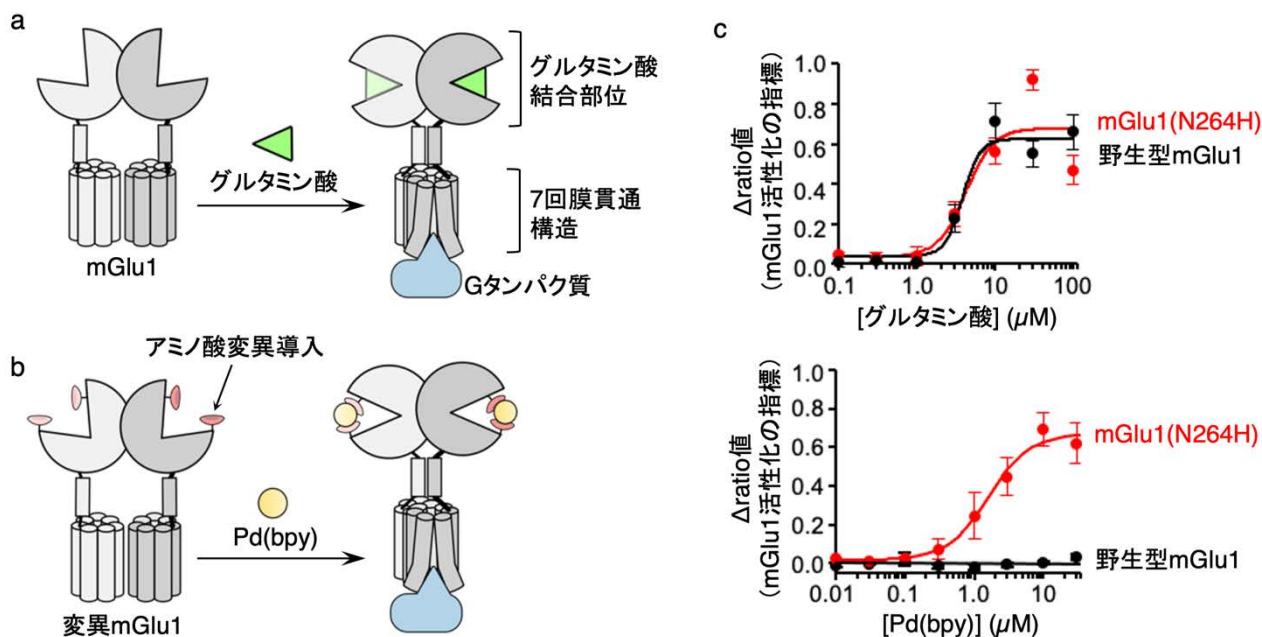 a
mGlu1
グルタミン酸
グルタミン酸
結合部位
7回膜貫通
構造
Gタンパク質
b
アミノ酸変異導入
変異mGlu1
Pd(bpy)
c
Δratio値
(mGlu1活性化の指標)
1.0
0.8
0.6
0.4
0.2
0.0
0.1
1.0
10
100
[グルタミン酸] (μM)
mGlu1(N264H)
野生型mGlu1
Δratio値
(mGlu1活性化の指標)
1.0
0.8
0.6
0.4
0.2
0.0
0.01
0.1
1.0
10
[Pd(bpy)] (μM)
mGlu1(N264H)
野生型mGlu1